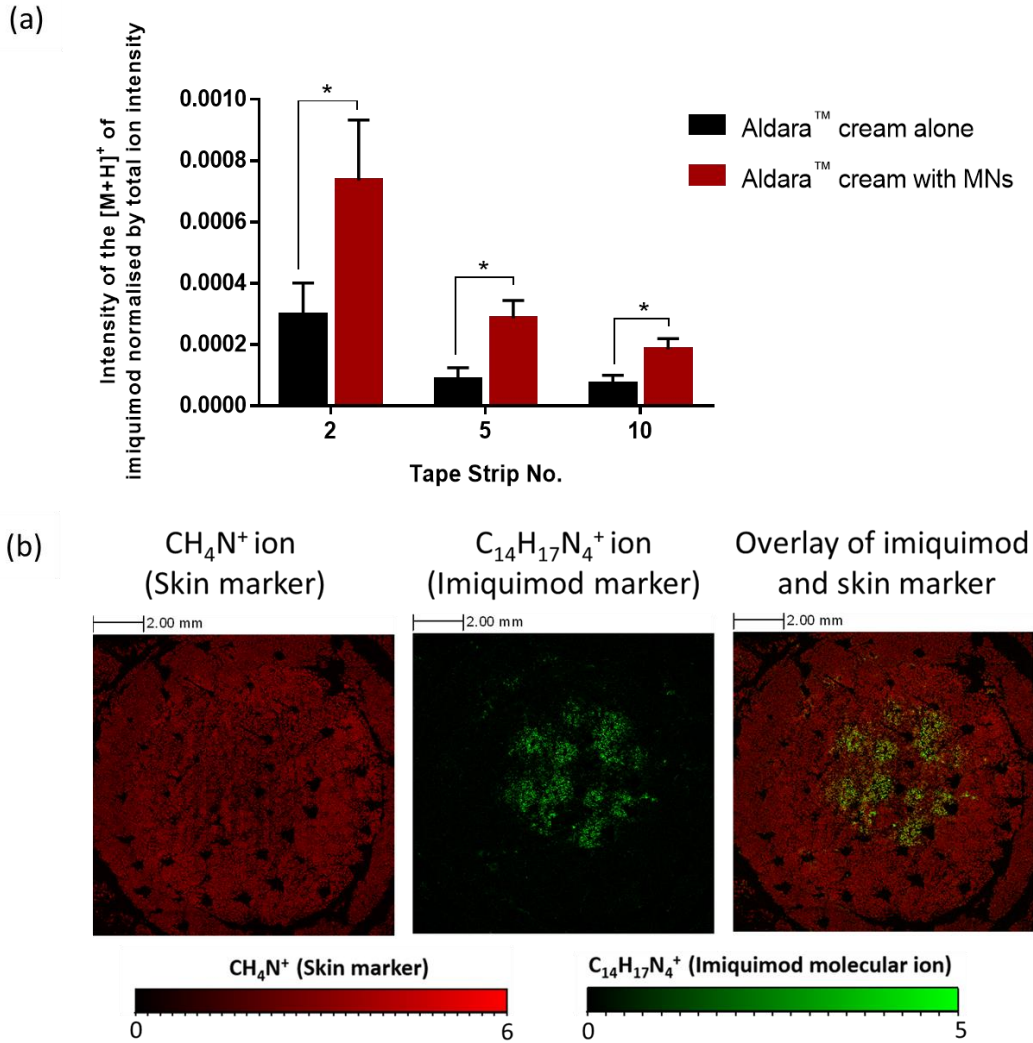 (a)
Intensity of the [M+H]⁺ of
imiquimod normalised by total ion intensity
0.0010
0.0008
0.0006
0.0004
0.0002
0.0000
*
*
*
2
5
10
Tape Strip No.
Aldara™ cream alone
Aldara™ cream with MNs
(b)
CH₄N⁺ ion
(Skin marker)
C₁₄H₁₇N₄⁺ ion
(Imiquimod marker)
Overlay of imiquimod
and skin marker
2.00 mm
2.00 mm
2.00 mm
CH₄N⁺ (Skin marker)
0
6
C₁₄H₁₇N₄⁺ (Imiquimod molecular ion)
0
5